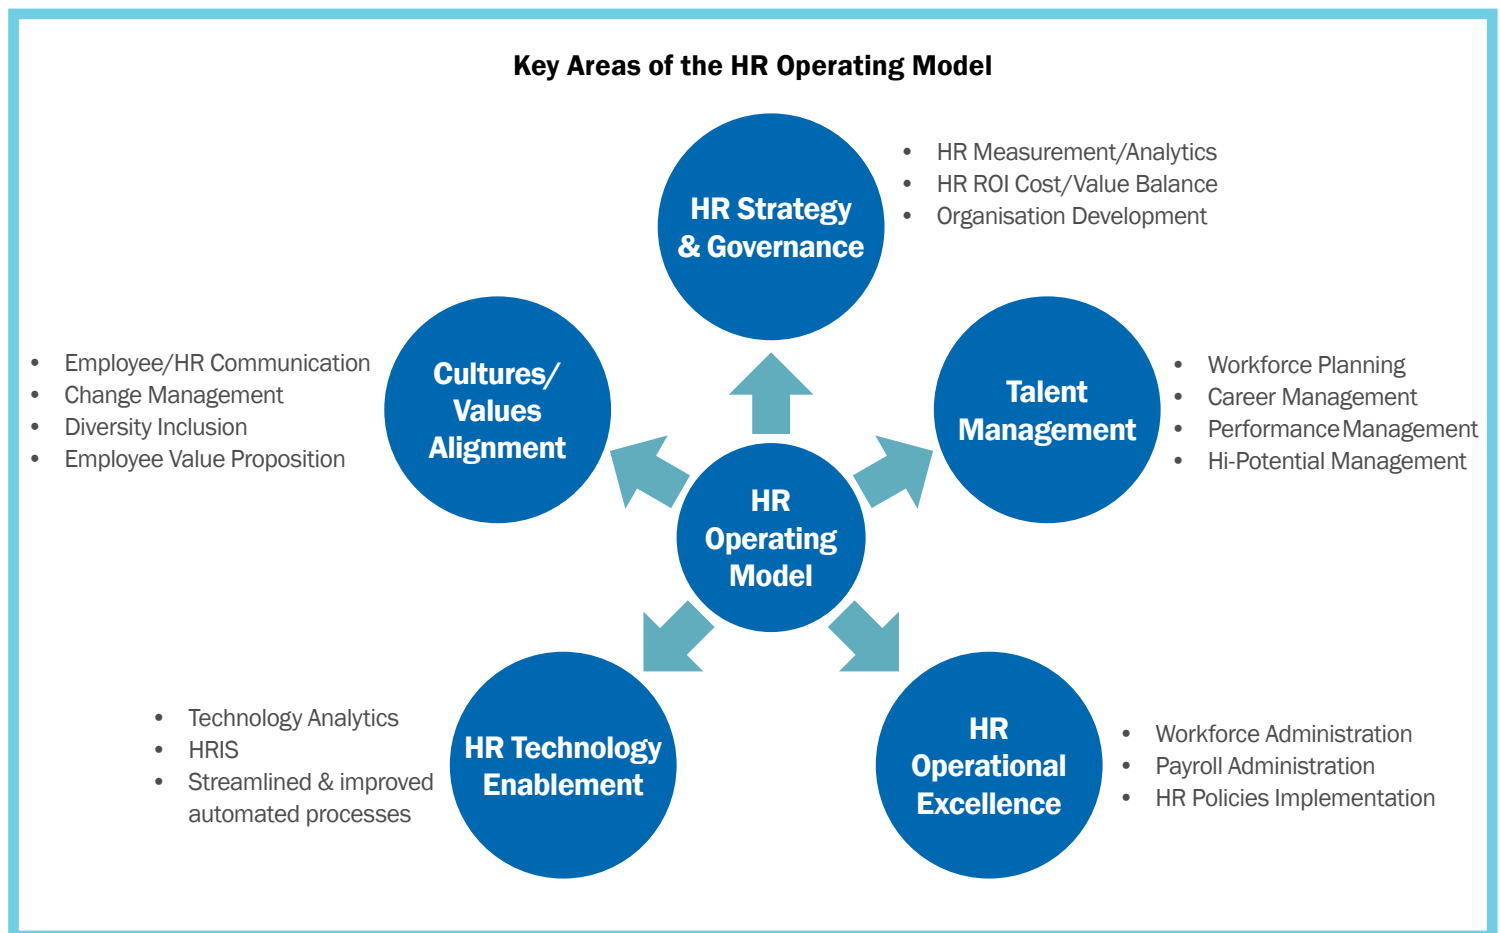 Key Areas of the HR Operating Model
HR Strategy
& Governance
• HR Measurement/Analytics
• HR ROI Cost/Value Balance
• Organisation Development
Cultures/
Values
Alignment
• Employee/HR Communication
• Change Management
• Diversity Inclusion
• Employee Value Proposition
Talent
Management
• Workforce Planning
• Career Management
• Performance Management
• Hi-Potential Management
HR
Operating
Model
HR Technology
Enablement
• Technology Analytics
• HRIS
• Streamlined & improved
automated processes
HR
Operational
Excellence
• Workforce Administration
• Payroll Administration
• HR Policies Implementation